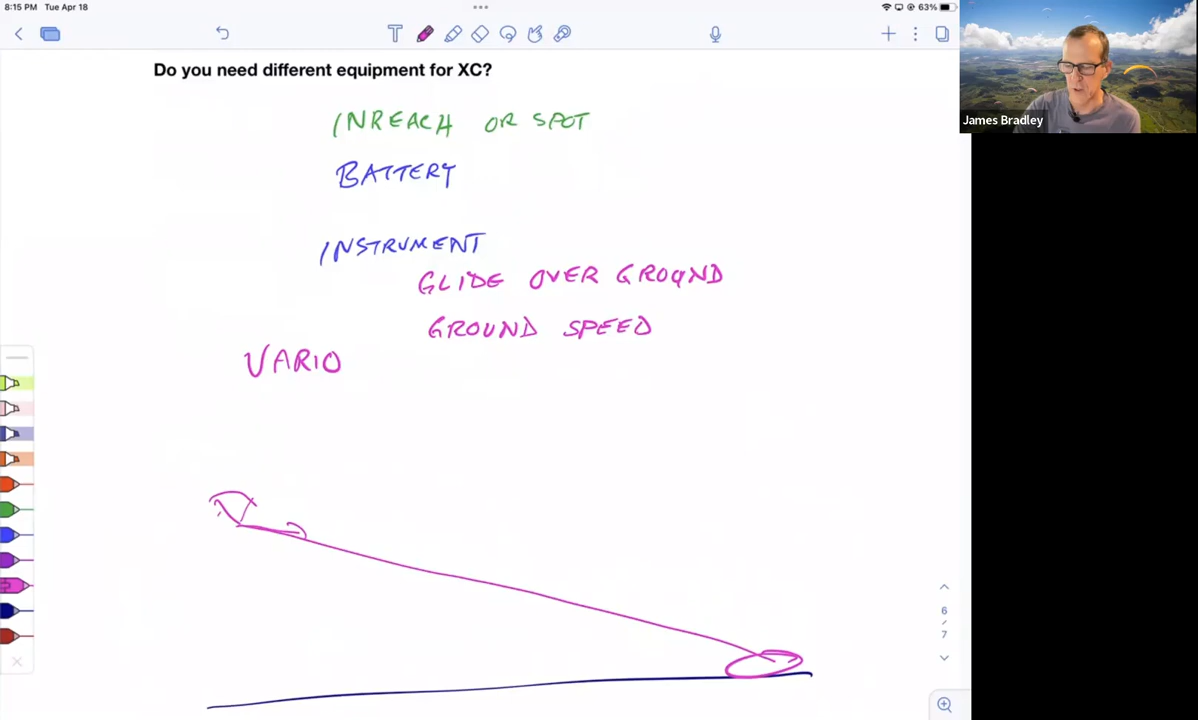 8:15 PM Tue Apr 18
63%
Do you need different equipment for XC?
INREACH OR SPOT
BATTERY
INSTRUMENT
GLIDE OVER GROUND
GROUND SPEED
VARIO
James Bradley
6
/
7